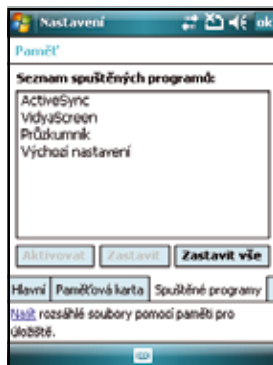 Nastavení ok
Paměť
Seznam spuštěných programů:
ActiveSync
VidyaScreen
Průzkumník
Výchozí nastavení
Aktivovat Zastavit Zastavit vše
Hlavní Paměťová karta Spuštěné programy
Najít rozsáhlé soubory pomocí paměti pro
úložiště.